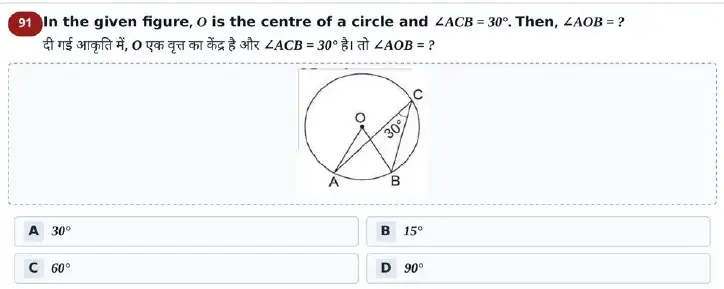 91 In the given figure, O is the centre of a circle and ∠ACB = 30°. Then, ∠AOB = ?
दी गई आकृति में, O एक वृत्त का केंद्र है और ∠ACB = 30° है। तो ∠AOB = ?
C
O
30°
A B
A 30° B 15°
C 60° D 90°